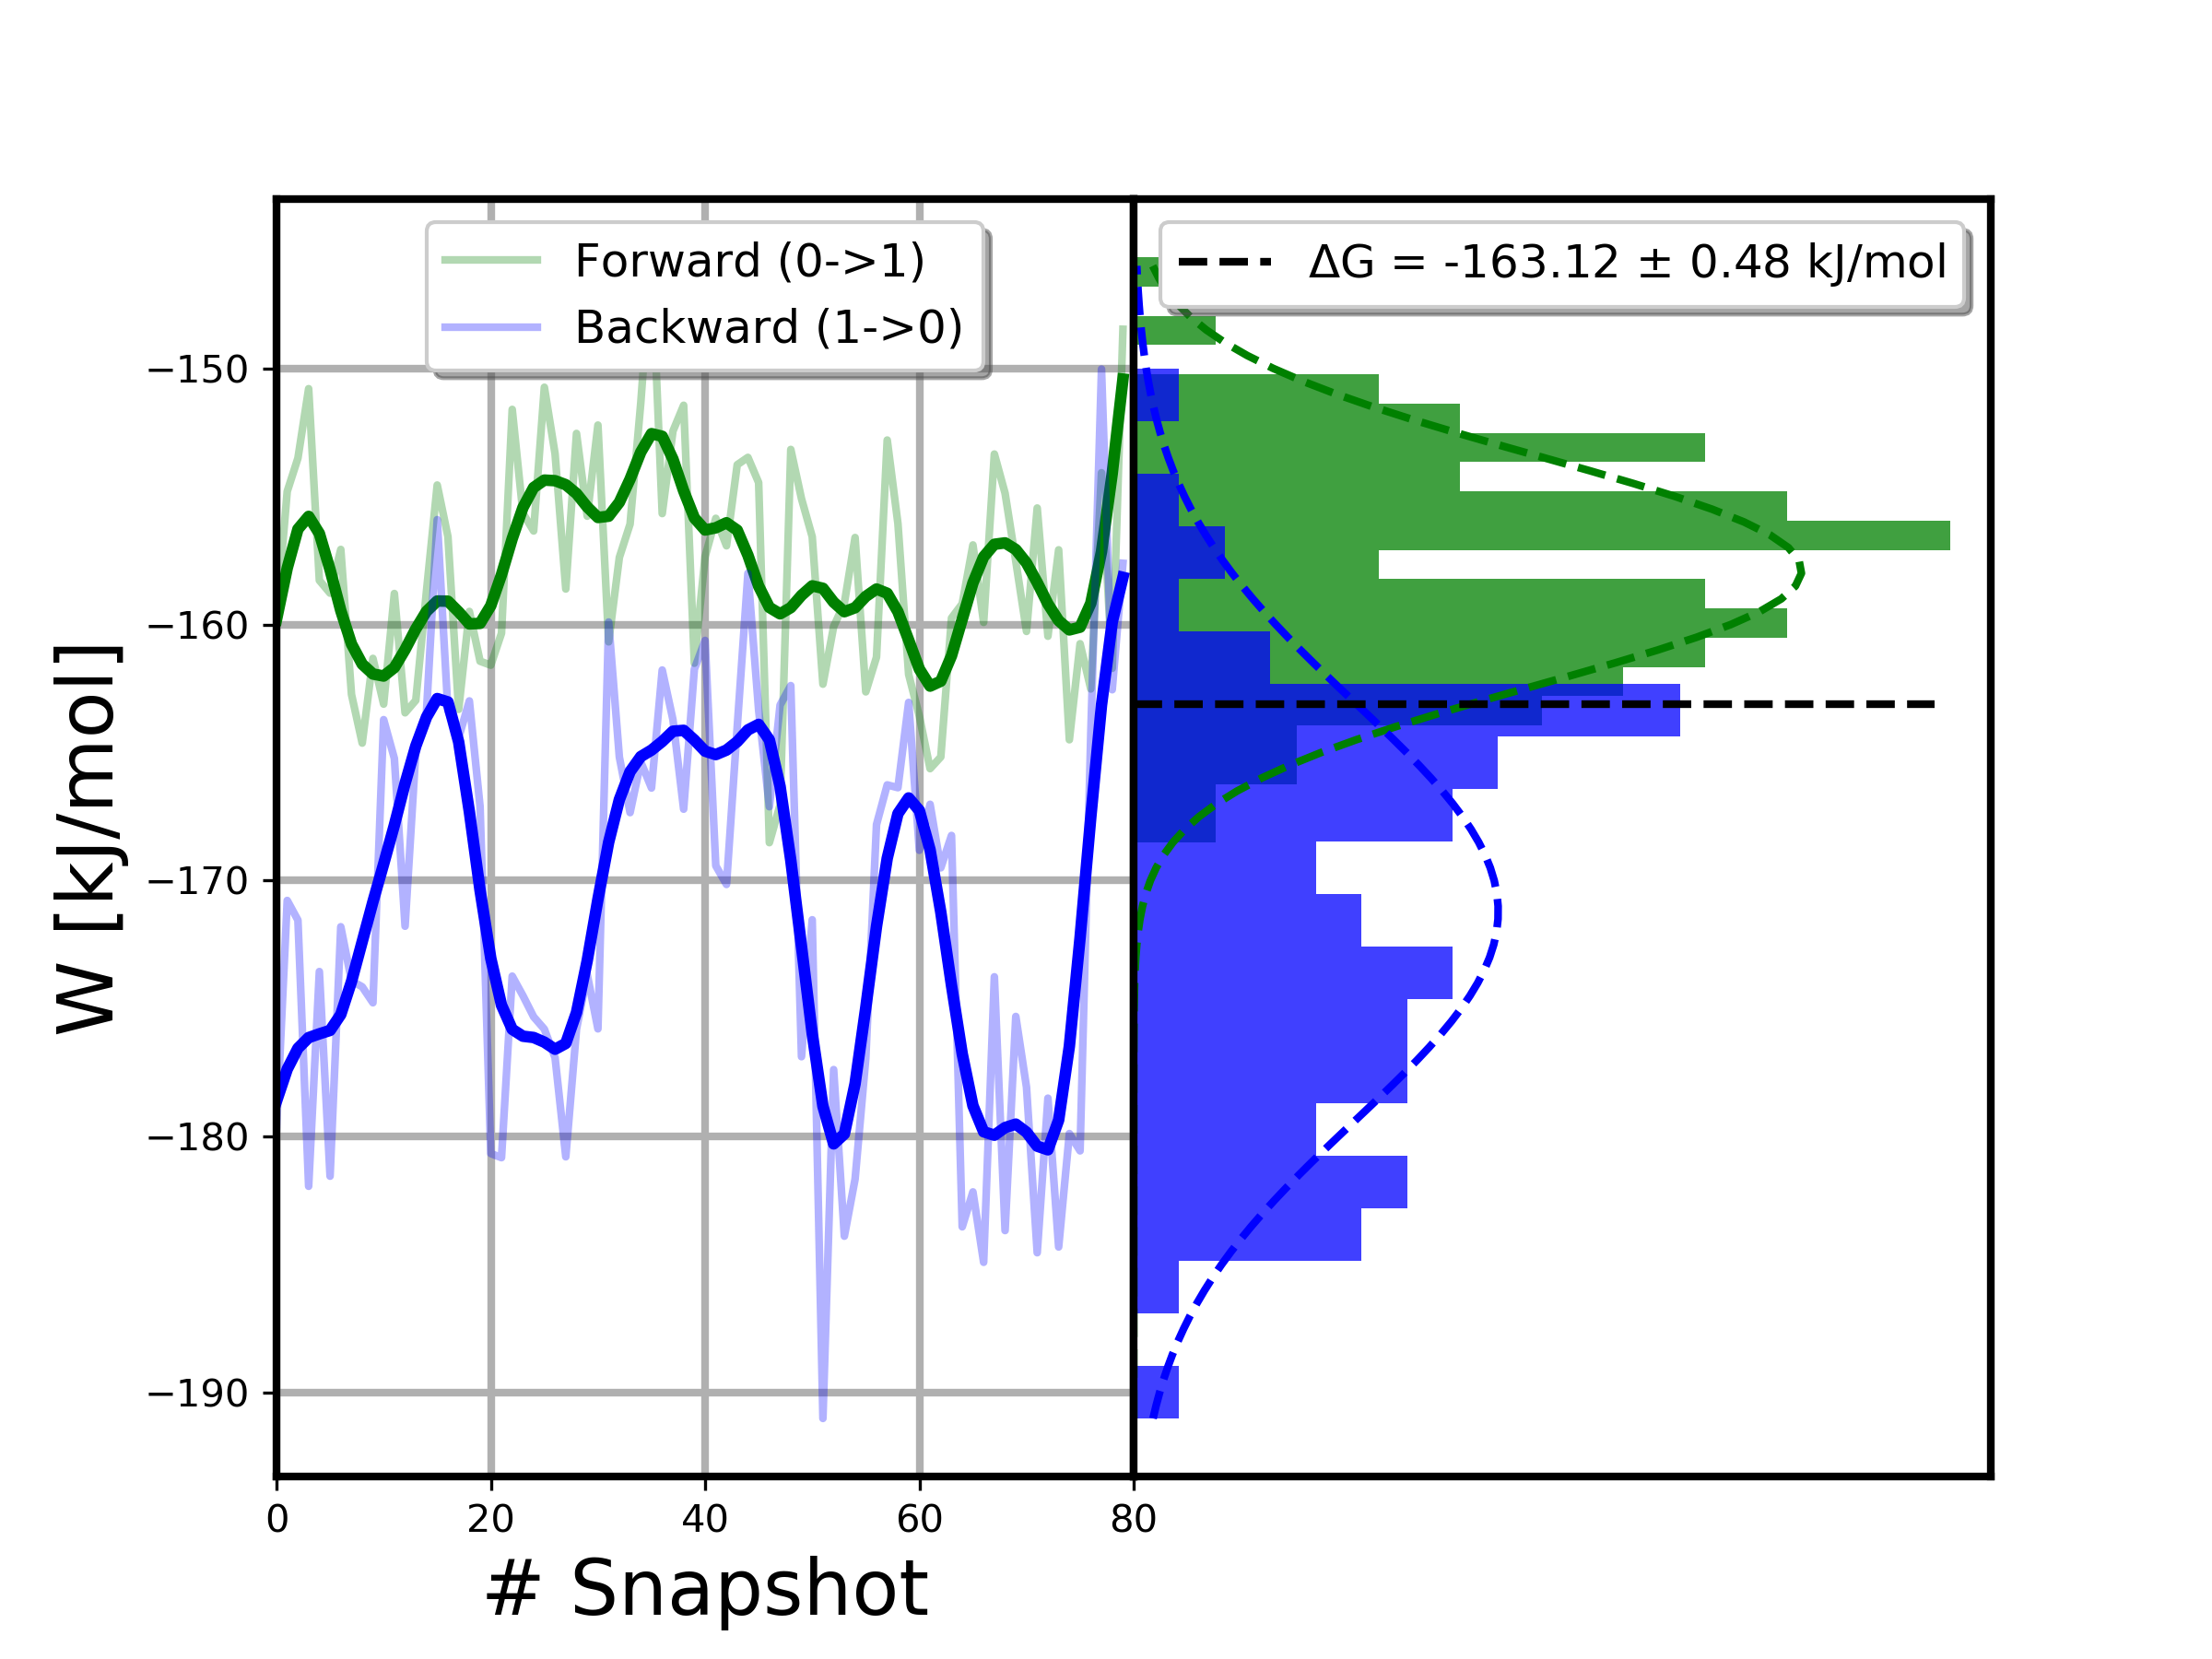 Forward (0->1)
Backward (1->0)
ΔG = -163.12 ± 0.48 kJ/mol
−150
−160
−170
−180
−190
W [kJ/mol]
0 20 40 60 80
# Snapshot